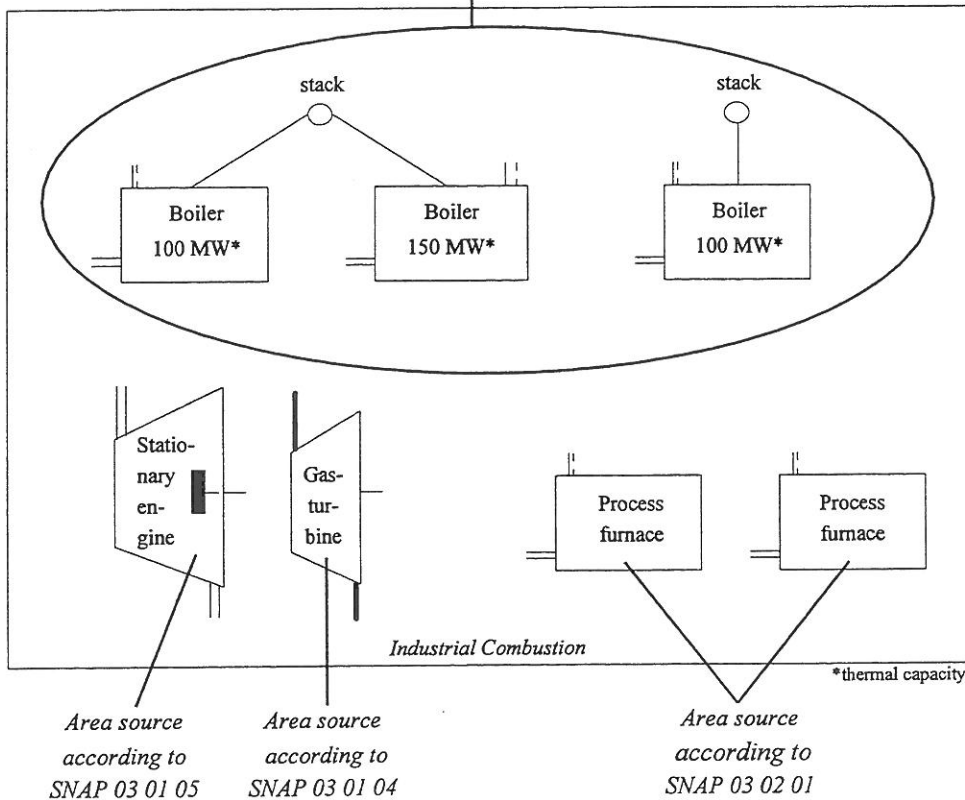 stack
stack
Boiler
100 MW*
Boiler
150 MW*
Boiler
100 MW*
Statio-
nary
en-
gine
Gas-
tur-
bine
Process
furnace
Process
furnace
Industrial Combustion
*thermal capacity
Area source
according to
SNAP 03 01 05
Area source
according to
SNAP 03 01 04
Area source
according to
SNAP 03 02 01